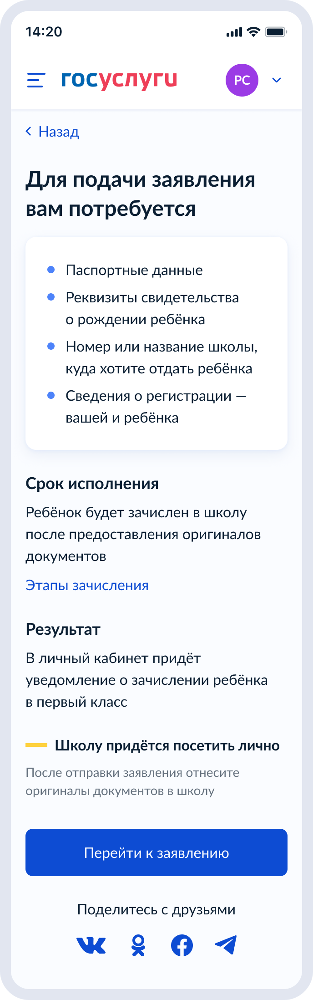 14:20
госуслуги
РС
Назад
Для подачи заявления
вам потребуется
Паспортные данные
Реквизиты свидетельства
о рождении ребёнка
Номер или название школы,
куда хотите отдать ребёнка
Сведения о регистрации —
вашей и ребёнка
Срок исполнения
Ребёнок будет зачислен в школу
после предоставления оригиналов
документов
Этапы зачисления
Результат
В личный кабинет придёт
уведомление о зачислении ребёнка
в первый класс
Школу придётся посетить лично
После отправки заявления отнесите
оригиналы документов в школу
Перейти к заявлению
Поделитесь с друзьями